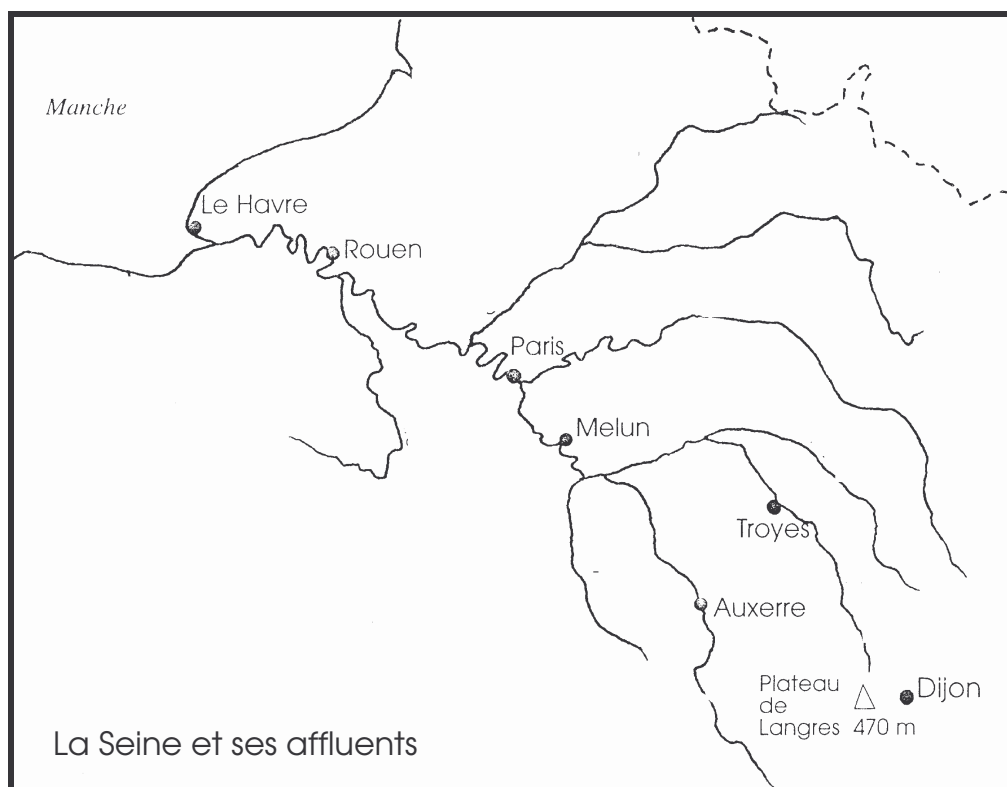 Manche
Le Havre
Rouen
Paris
Melun
Troyes
Auxerre
Plateau
de
Langres 470 m
Dijon
La Seine et ses affluents